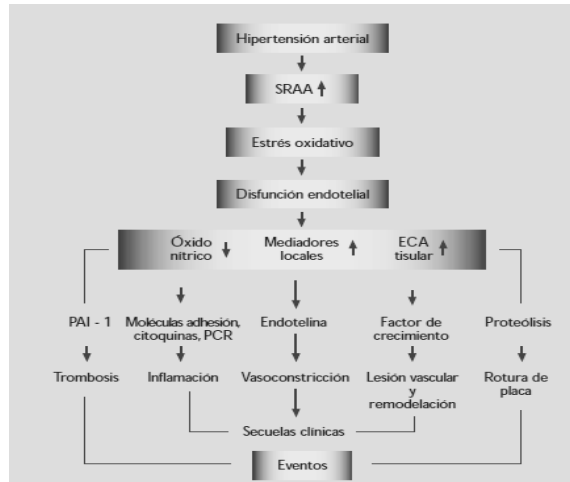 Hipertensión arterial
SRAA ↑
Estrés oxidativo
Disfunción endotelial
Óxido nítrico ↓
Mediadores locales ↑
ECA tisular ↑
PAI - 1
Moléculas adhesión,
citoquinas, PCR
Endotelina
Factor de
crecimiento
Proteólisis
Trombosis
Inflamación
Vasoconstricción
Lesión vascular
y
remodelación
Rotura de
placa
Secuelas clínicas
Eventos